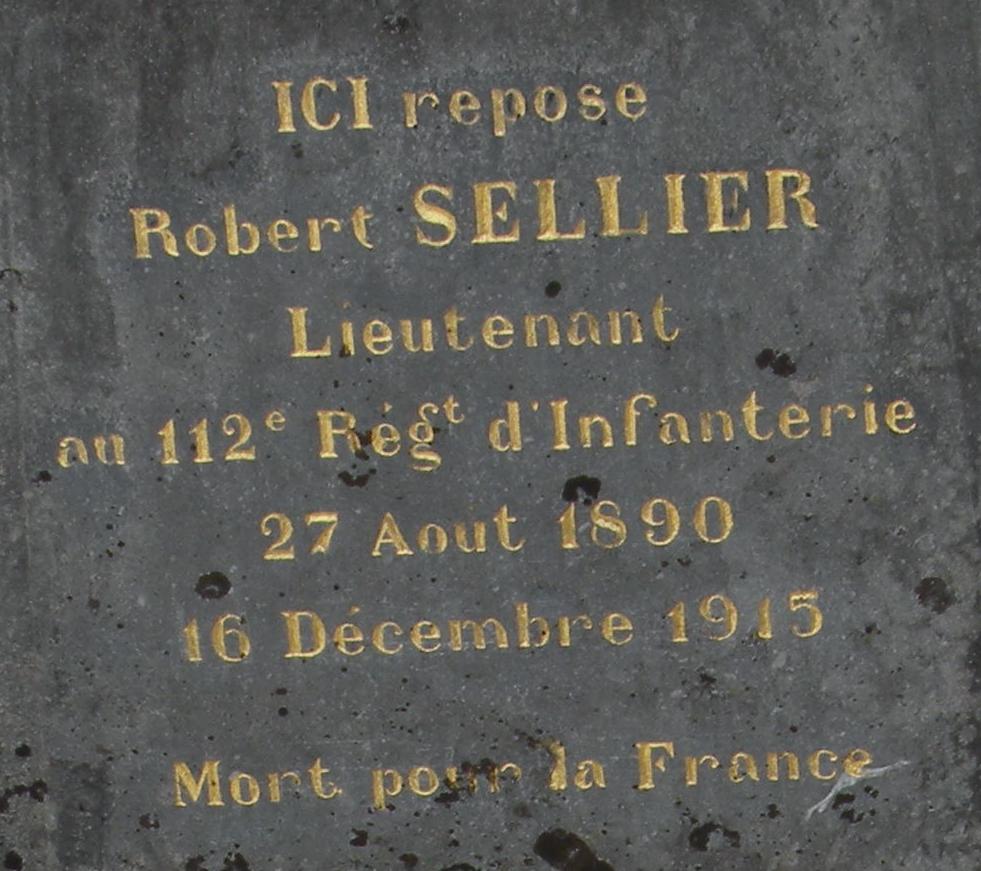 ICI repose
Robert SELLIER
Lieutenant
au 112e Régt d'Infanterie
27 Aout 1890
16 Décembre 1915
Mort pour la France